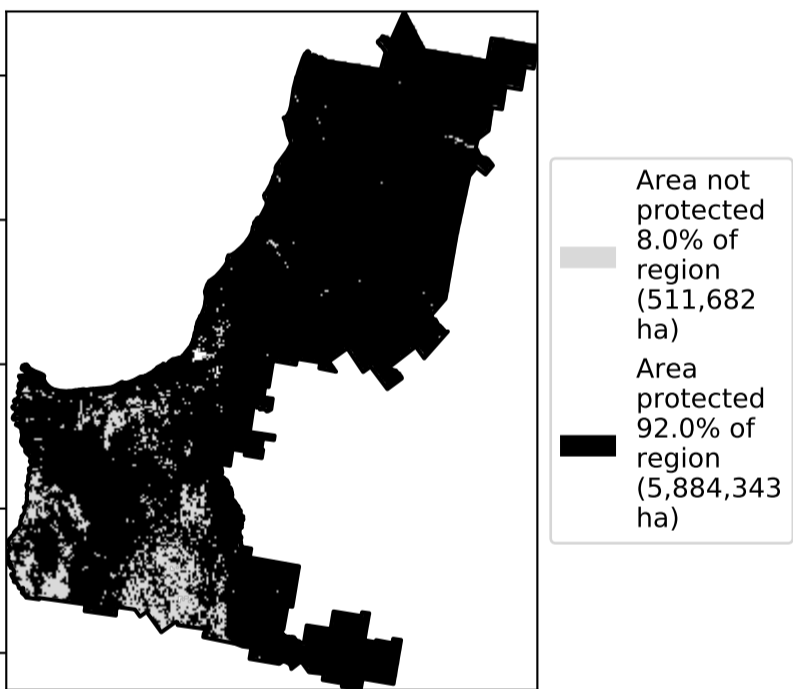 Area not
protected
8.0% of
region
(511,682
ha)
Area
protected
92.0% of
region
(5,884,343
ha)